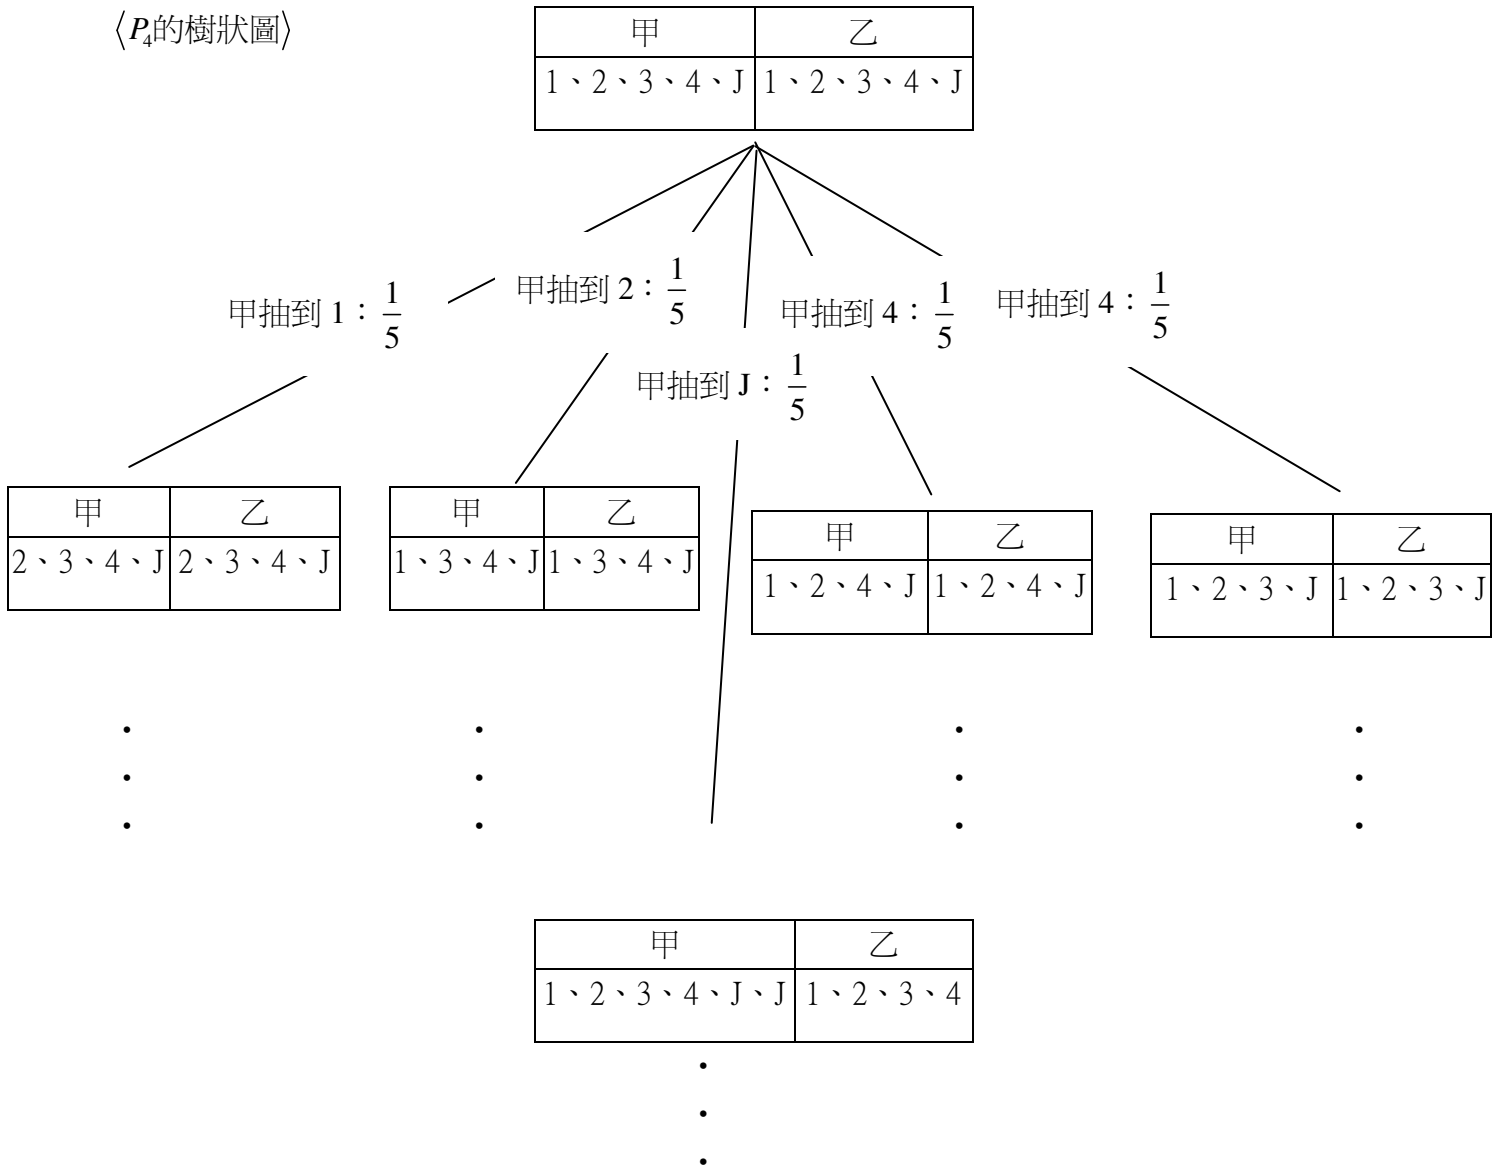 〈P₄的樹狀圖〉
甲 乙
1、2、3、4、J 1、2、3、4、J
甲抽到 1：1/5
甲抽到 2：1/5
甲抽到 J：1/5
甲抽到 4：1/5
甲抽到 4：1/5
甲 乙
2、3、4、J 2、3、4、J
甲 乙
1、3、4、J 1、3、4、J
甲 乙
1、2、4、J 1、2、4、J
甲 乙
1、2、3、J 1、2、3、J
甲 乙
1、2、3、4、J、J 1、2、3、4